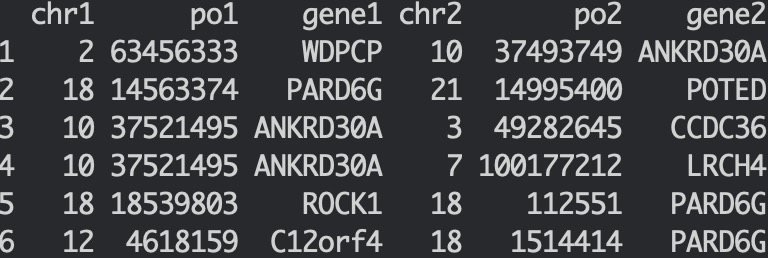 chr1 po1 gene1 chr2 po2 gene2
1 2 63456333 WDPCP 10 37493749 ANKRD30A
2 18 14563374 PARD6G 21 14995400 POTED
3 10 37521495 ANKRD30A 3 49282645 CCDC36
4 10 37521495 ANKRD30A 7 100177212 LRCH4
5 18 18539803 ROCK1 18 112551 PARD6G
6 12 4618159 C12orf4 18 1514414 PARD6G